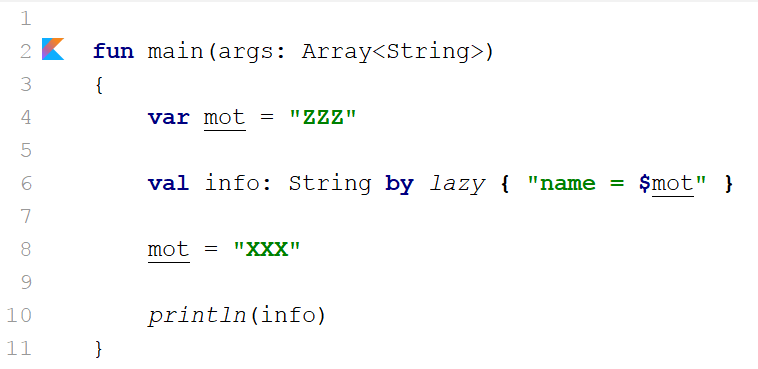 1
2 fun main(args: Array<String>)
3 {
4     var mot = "ZZZ"
5
6     val info: String by lazy { "name = $mot" }
7
8     mot = "XXX"
9
10     println(info)
11 }